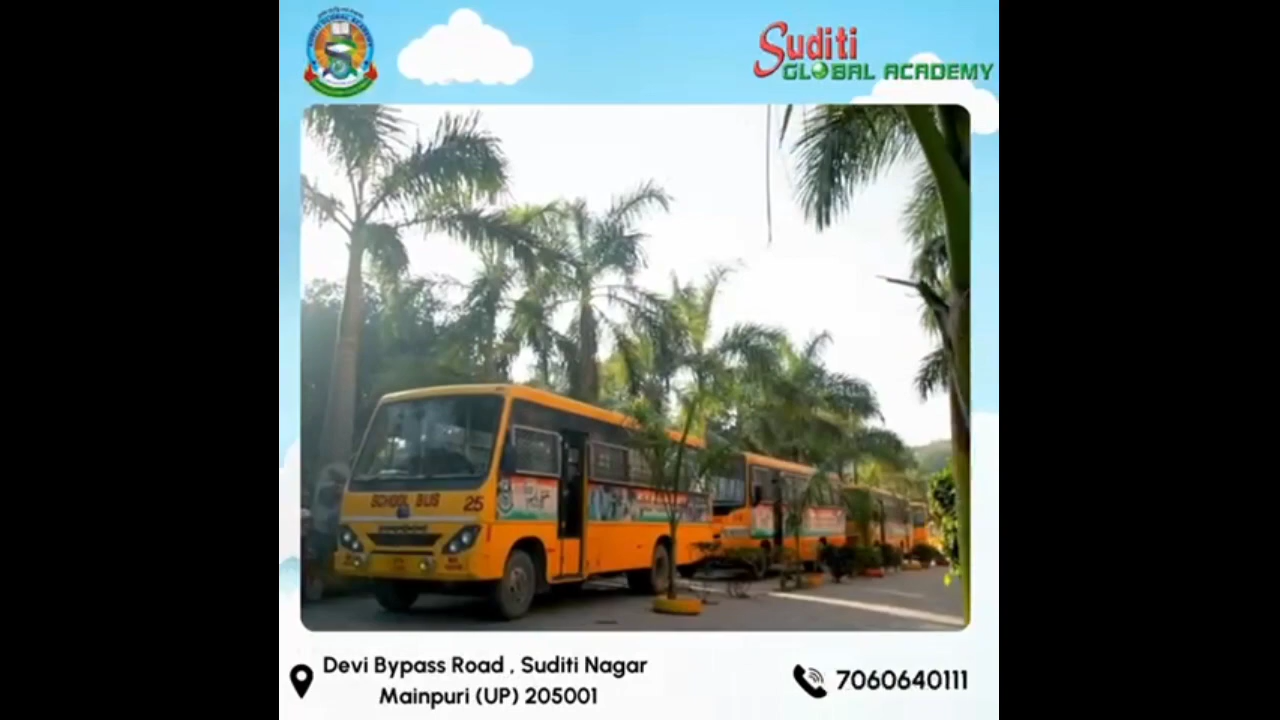 Suditi
GLOBAL ACADEMY
SCHOOL BUS
25
Devi Bypass Road , Suditi Nagar
Mainpuri (UP) 205001
7060640111